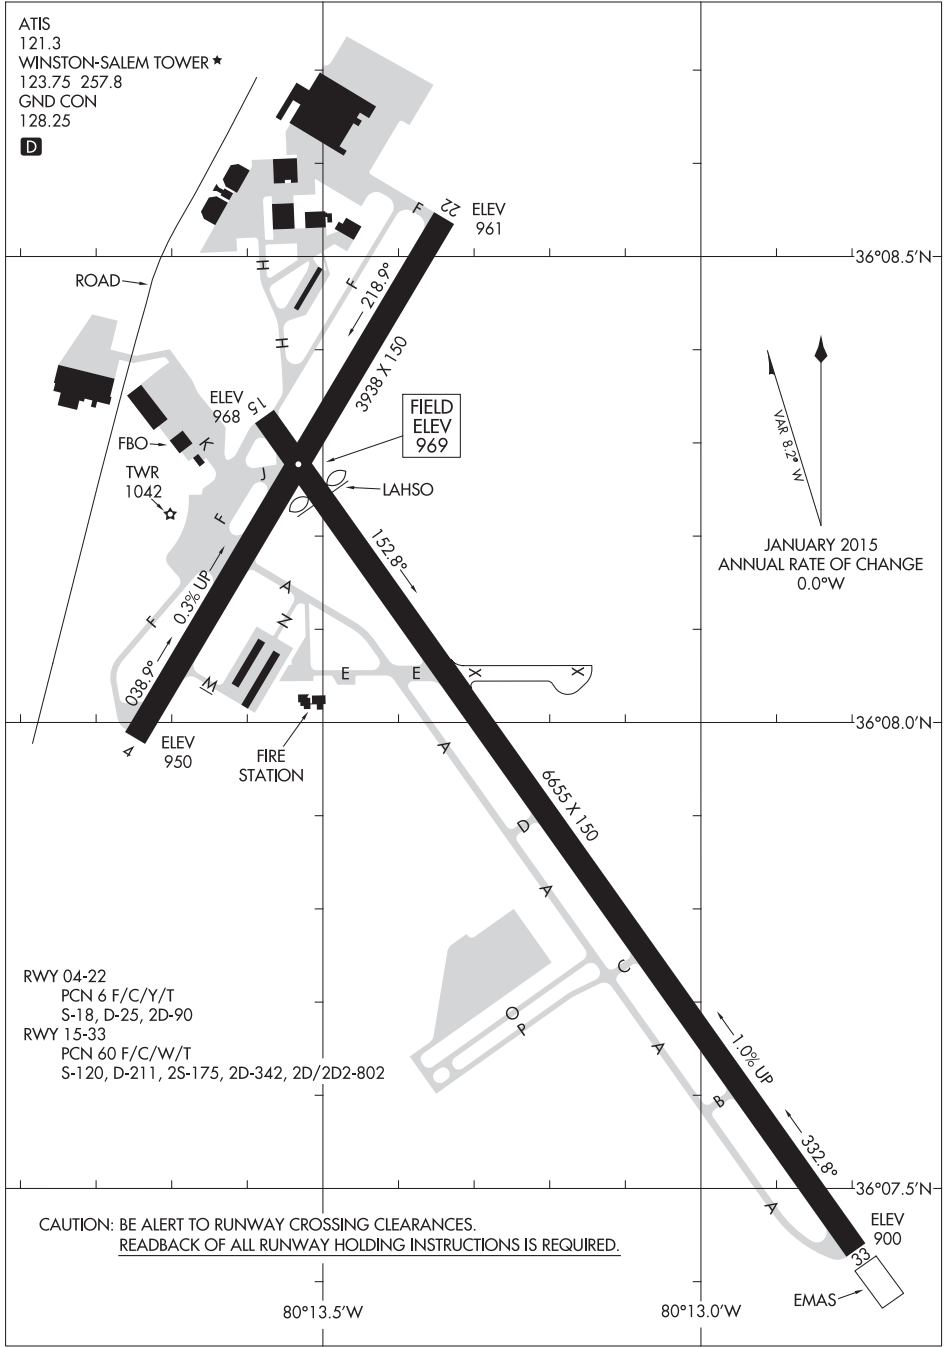 ATIS
121.3
WINSTON-SALEM TOWER★
123.75 257.8
GND CON
128.25
D
F
22
ELEV
961
36°08.5'N
H
F
218.9°
ROAD
H
3938 X 150
VAR 8.2° W
ELEV
968
15
FIELD
ELEV
969
FBO
K
J
TWR
1042
LAHSO
F
152.8°
JANUARY 2015
ANNUAL RATE OF CHANGE
0.0°W
0.3% UP
A
F
N
038.9°
M
E
E
X
X
36°08.0'N
4
ELEV
950
FIRE
STATION
A
6655 X 150
D
A
C
RWY 04-22
PCN 6 F/C/Y/T
S-18, D-25, 2D-90
RWY 15-33
PCN 60 F/C/W/T
S-120, D-211, 2S-175, 2D-342, 2D/2D2-802
O
P
A
1.0% UP
B
332.8°
36°07.5'N
A
CAUTION: BE ALERT TO RUNWAY CROSSING CLEARANCES.
READBACK OF ALL RUNWAY HOLDING INSTRUCTIONS IS REQUIRED.
ELEV
900
33
EMAS
80°13.5'W
80°13.0'W